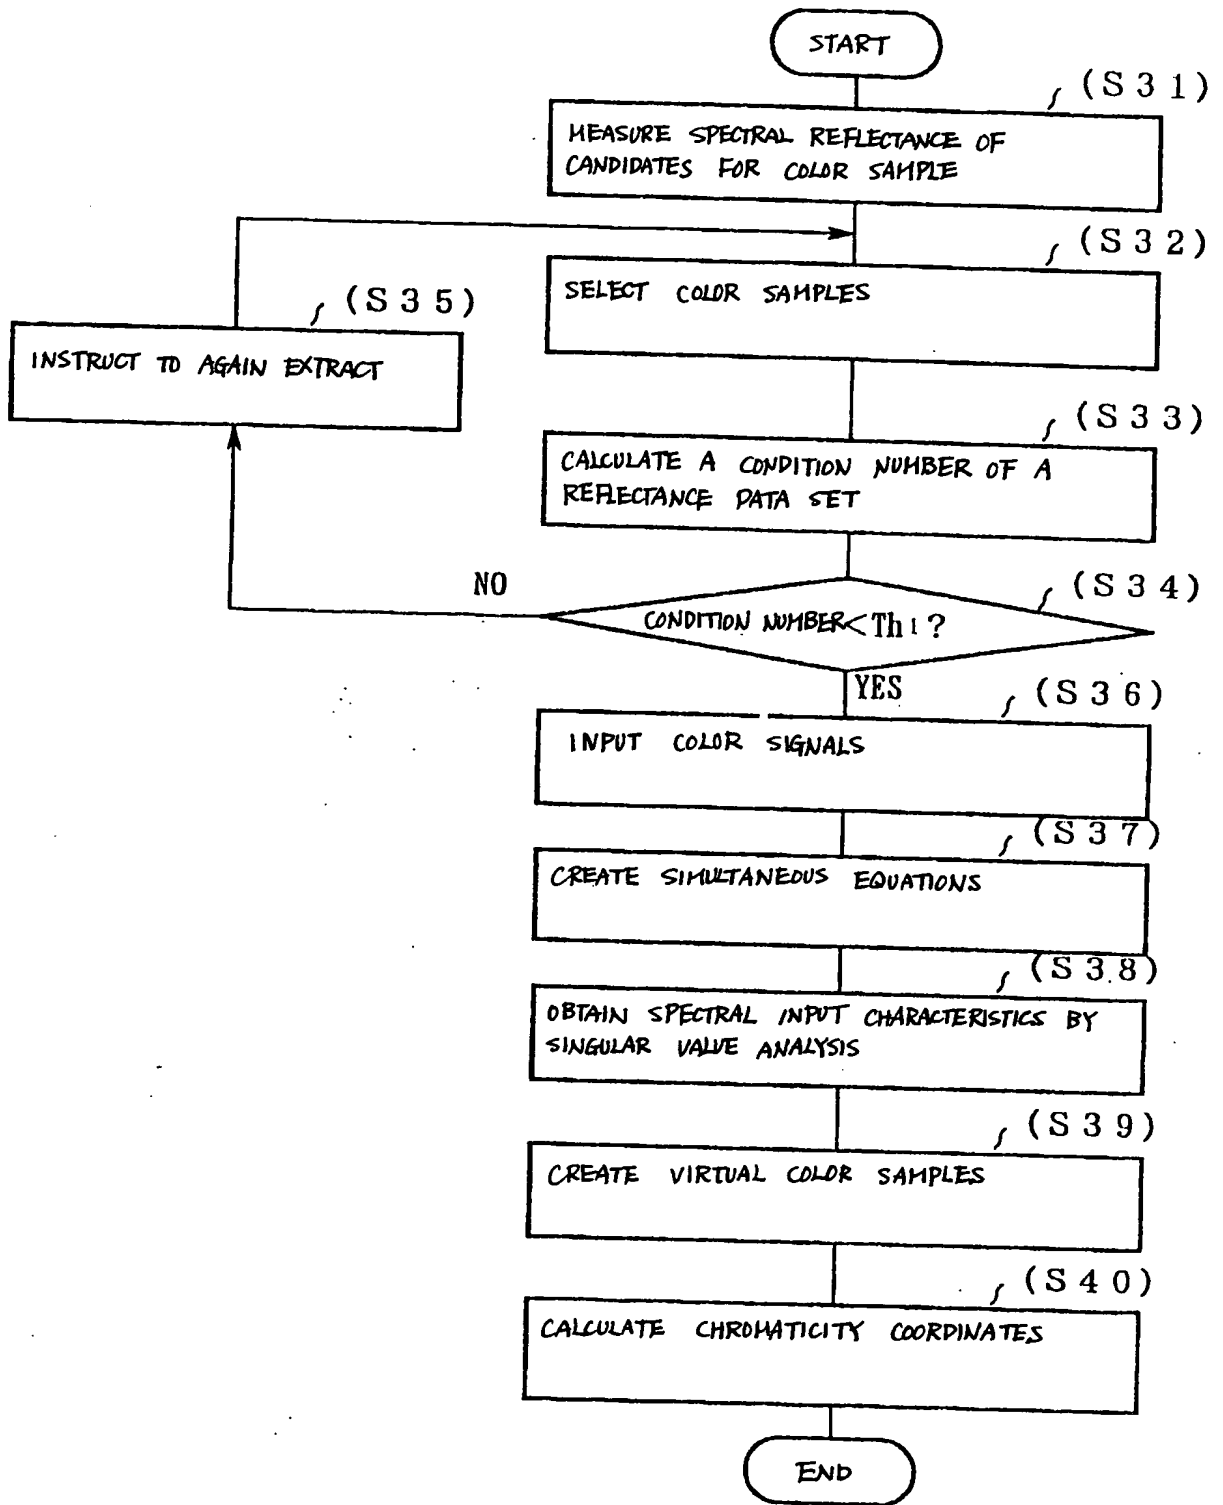 START
(S31)
MEASURE SPECTRAL REFLECTANCE OF
CANDIDATES FOR COLOR SAMPLE
(S32)
SELECT COLOR SAMPLES
(S35)
INSTRUCT TO AGAIN EXTRACT
(S33)
CALCULATE A CONDITION NUMBER OF A
REFLECTANCE DATA SET
(S34)
NO
CONDITION NUMBER<Th1?
YES
(S36)
INPUT COLOR SIGNALS
(S37)
CREATE SIMULTANEOUS EQUATIONS
(S38)
OBTAIN SPECTRAL INPUT CHARACTERISTICS BY
SINGULAR VALUE ANALYSIS
(S39)
CREATE VIRTUAL COLOR SAMPLES
(S40)
CALCULATE CHROMATICITY COORDINATES
END